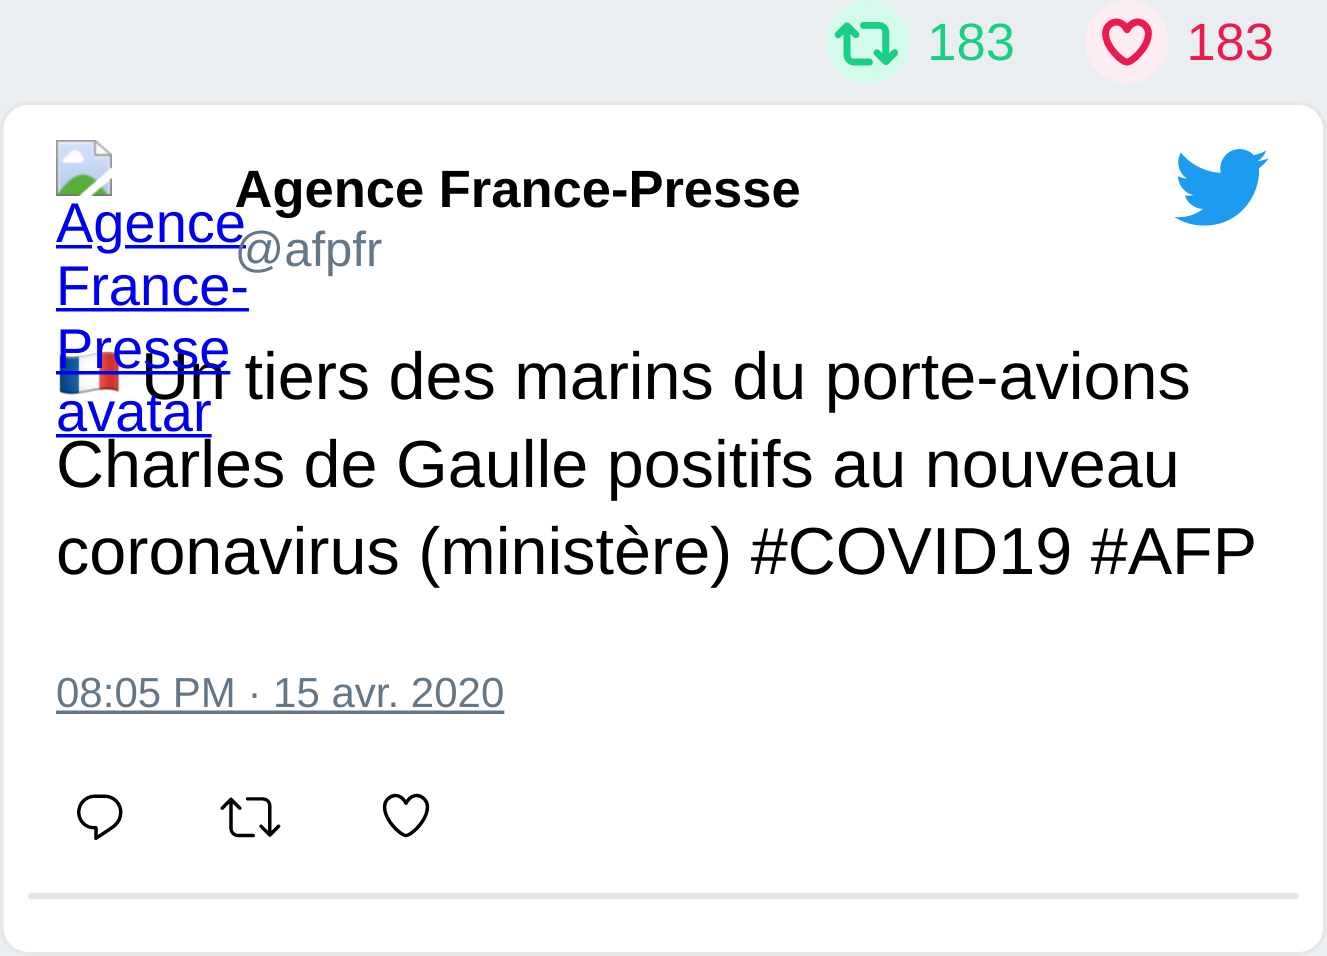 183 183
Agence France-Presse
@afpfr
Agence
France-
Presse
avatar
🇫🇷 Un tiers des marins du porte-avions
Charles de Gaulle positifs au nouveau
coronavirus (ministère) #COVID19 #AFP
08:05 PM · 15 avr. 2020